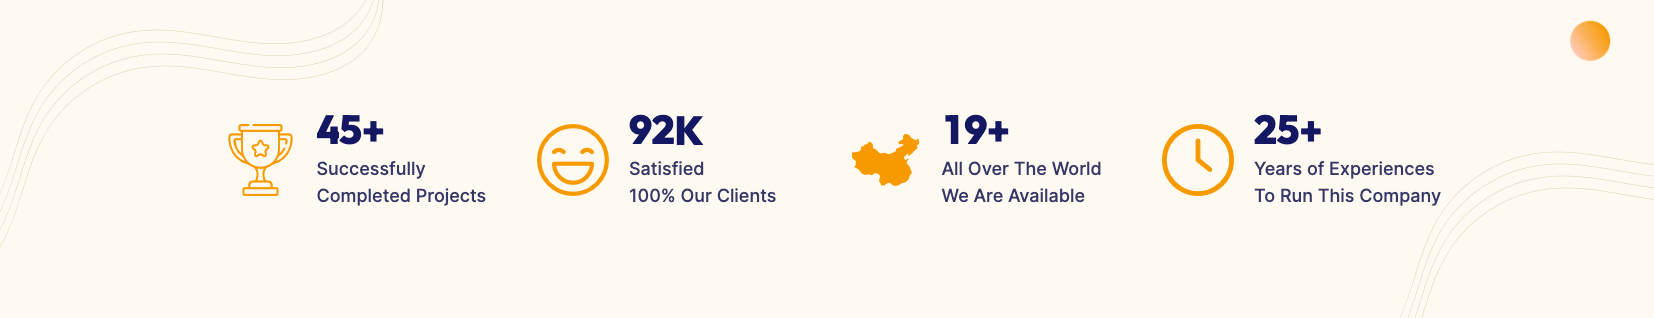 45+
Successfully
Completed Projects
92K
Satisfied
100% Our Clients
19+
All Over The World
We Are Available
25+
Years of Experiences
To Run This Company